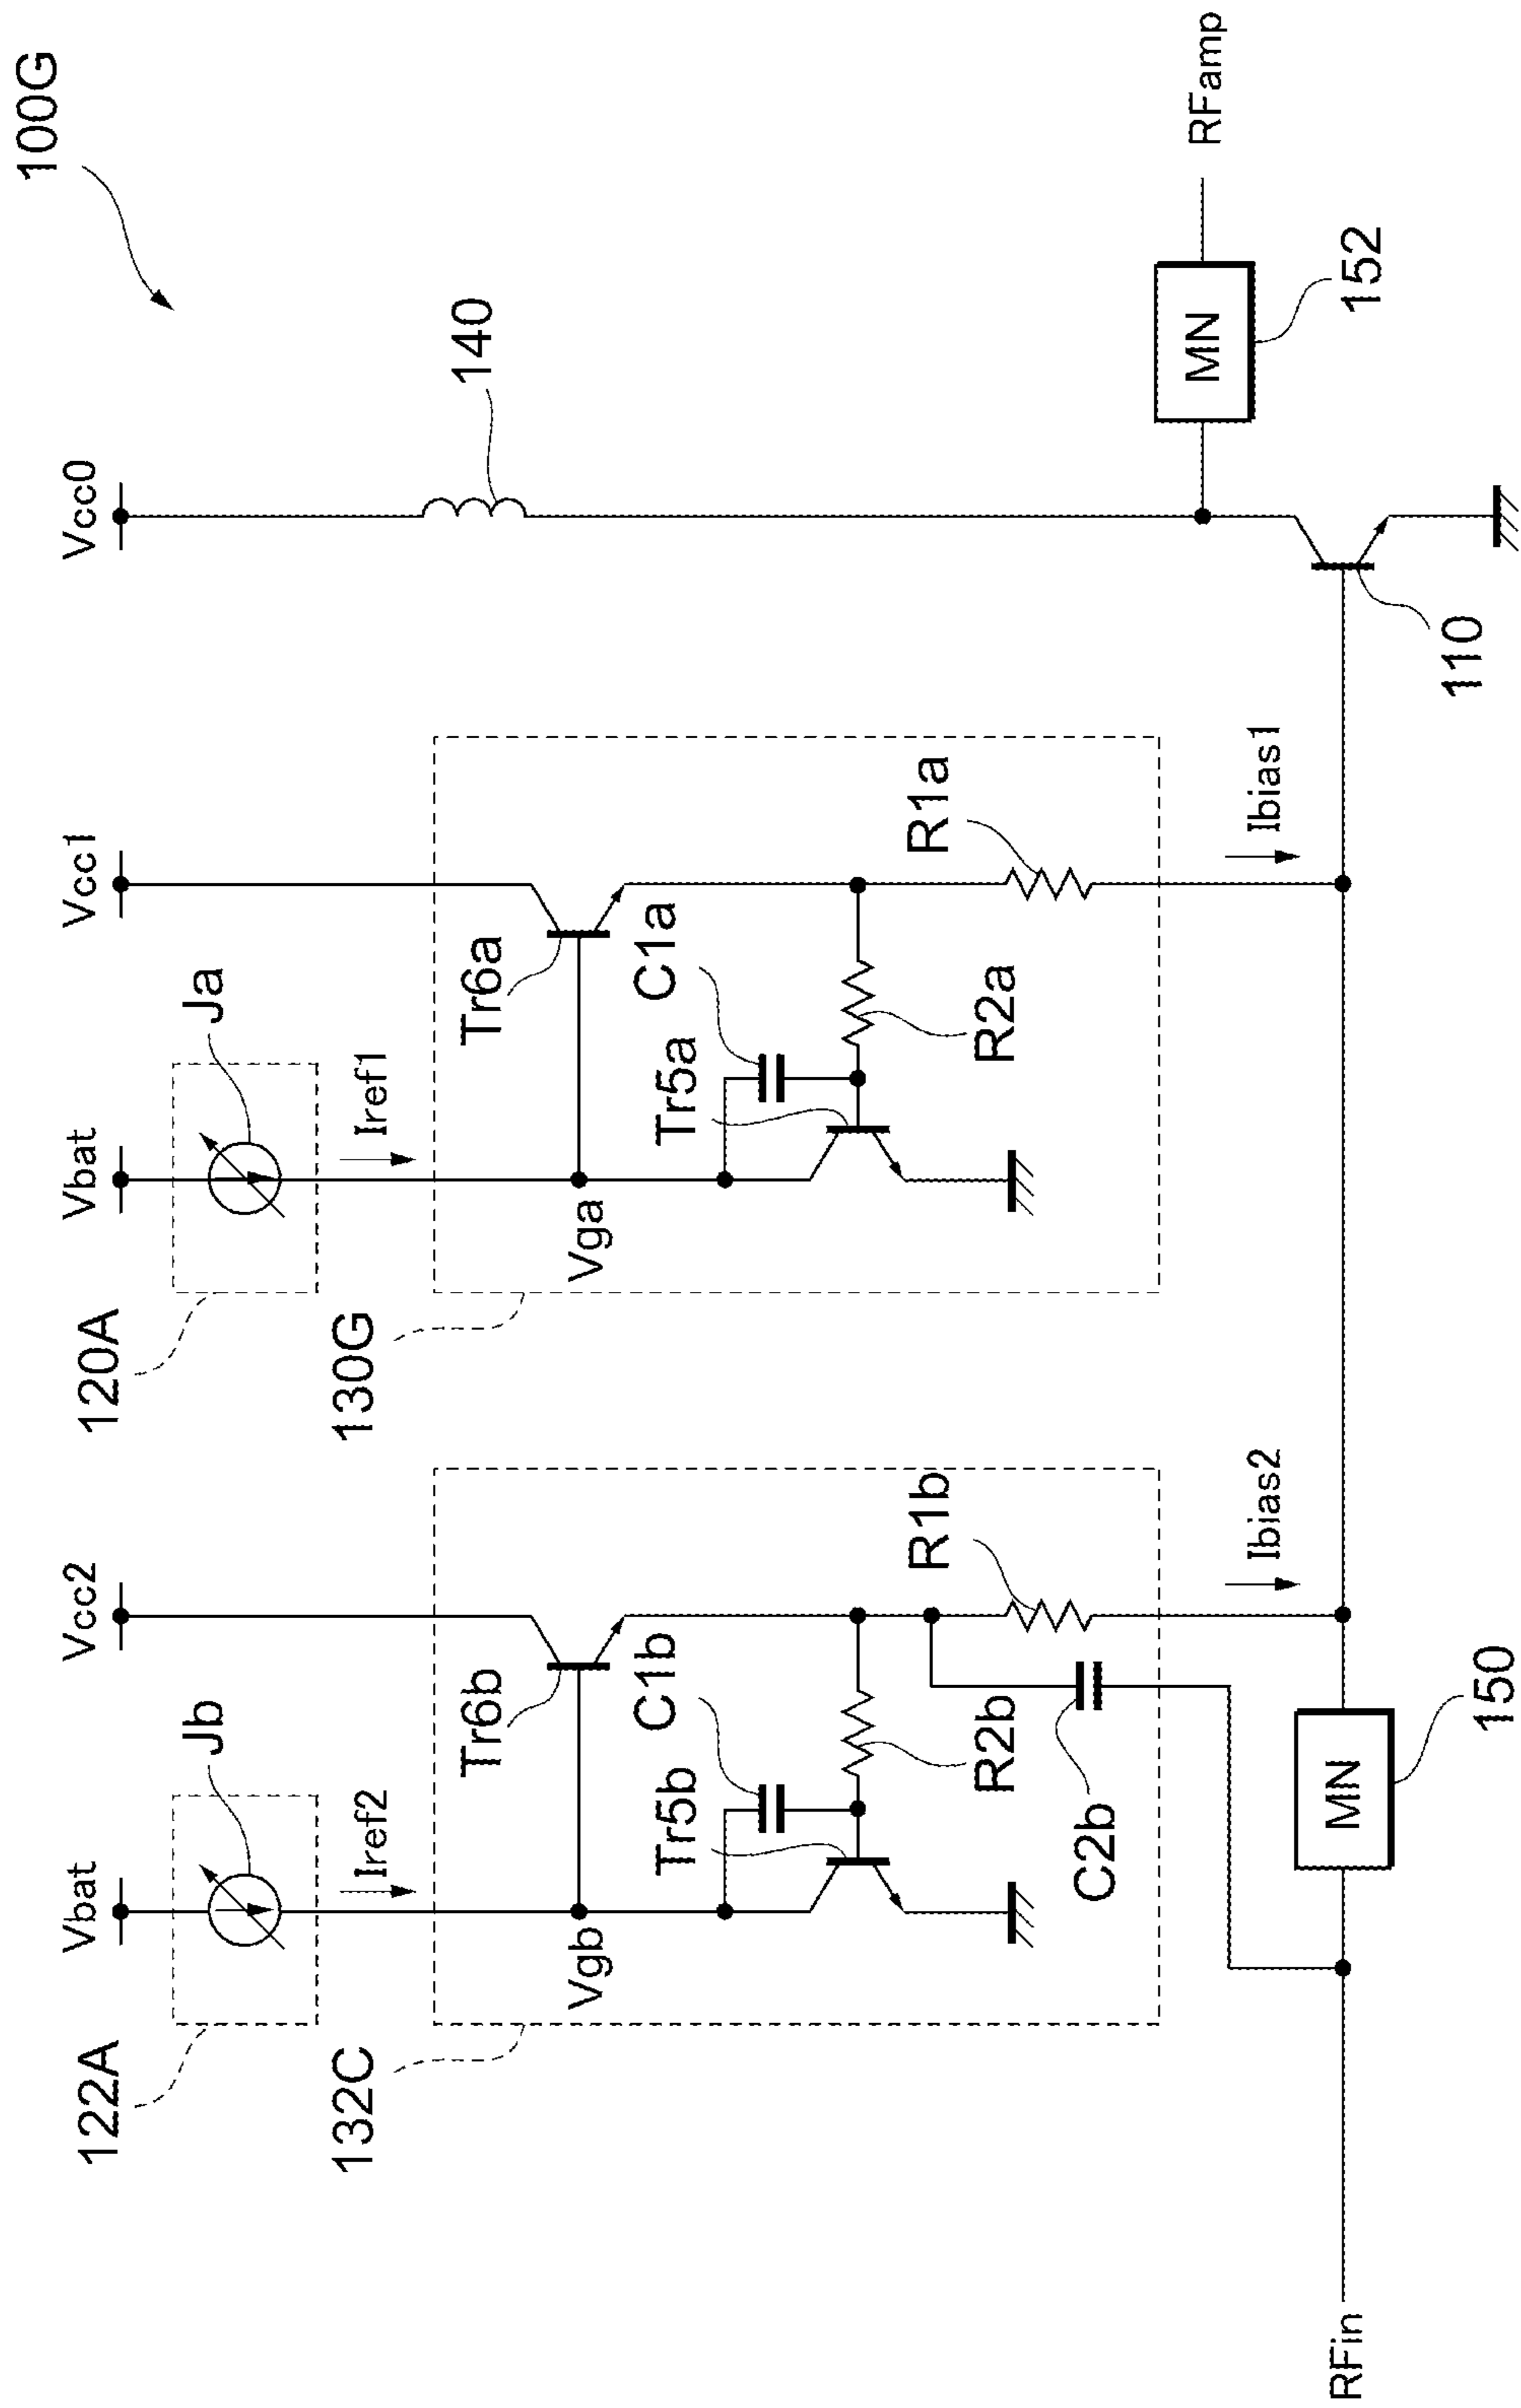 100G
Vbat
Vcc2
Vbat
Vcc1
Vcc0
122A
Jb
120A
Ja
140
Iref2
Iref1
132C
Tr6b
130G
Tr6a
Vgb
C1b
Vga
C1a
Tr5b
Tr5a
R2b
R1b
R2a
R1a
C2b
Ibias2
Ibias1
RFamp
MN
152
RFin
MN
150
110